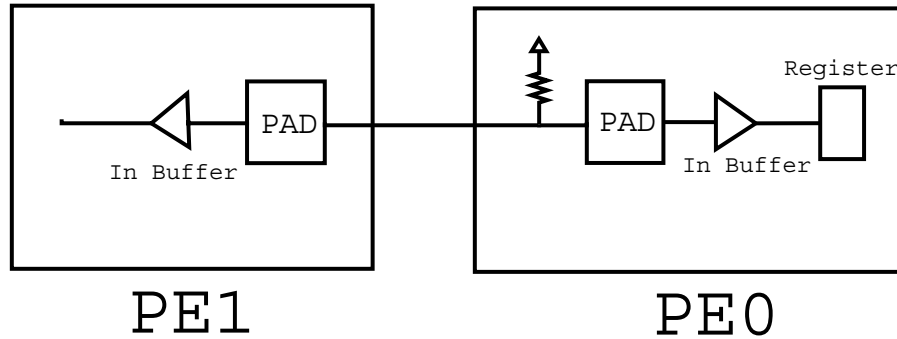 Register
PAD
PAD
In Buffer
In Buffer
PE1
PE0